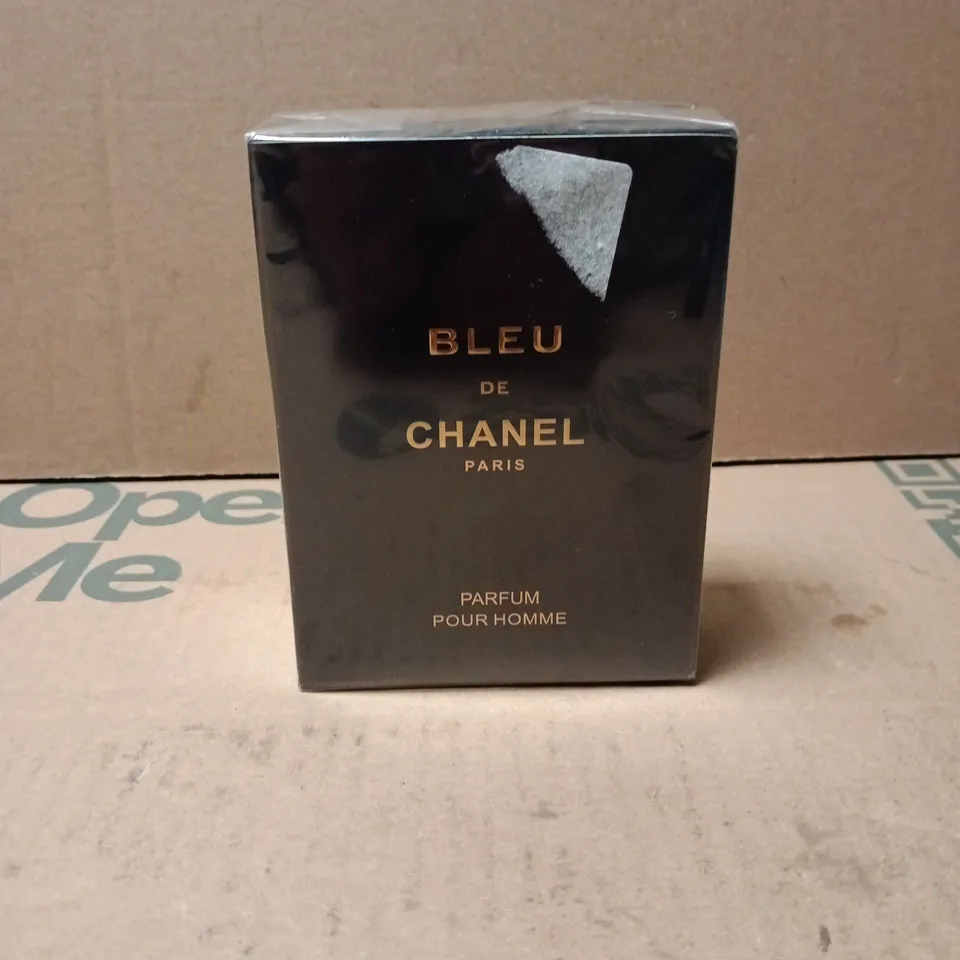 BLEU
DE
CHANEL
PARIS
PARFUM
POUR HOMME
Ope
Me